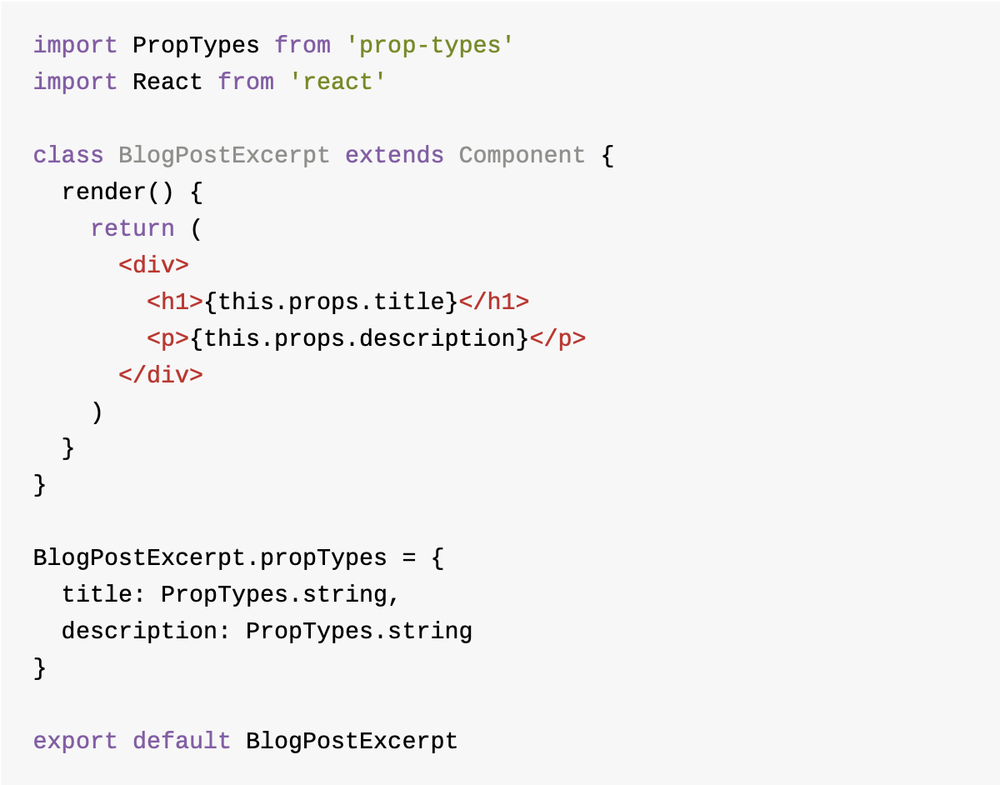 import PropTypes from 'prop-types'
import React from 'react'

class BlogPostExcerpt extends Component {
  render() {
    return (
      <div>
        <h1>{this.props.title}</h1>
        <p>{this.props.description}</p>
      </div>
    )
  }
}

BlogPostExcerpt.propTypes = {
  title: PropTypes.string,
  description: PropTypes.string
}

export default BlogPostExcerpt